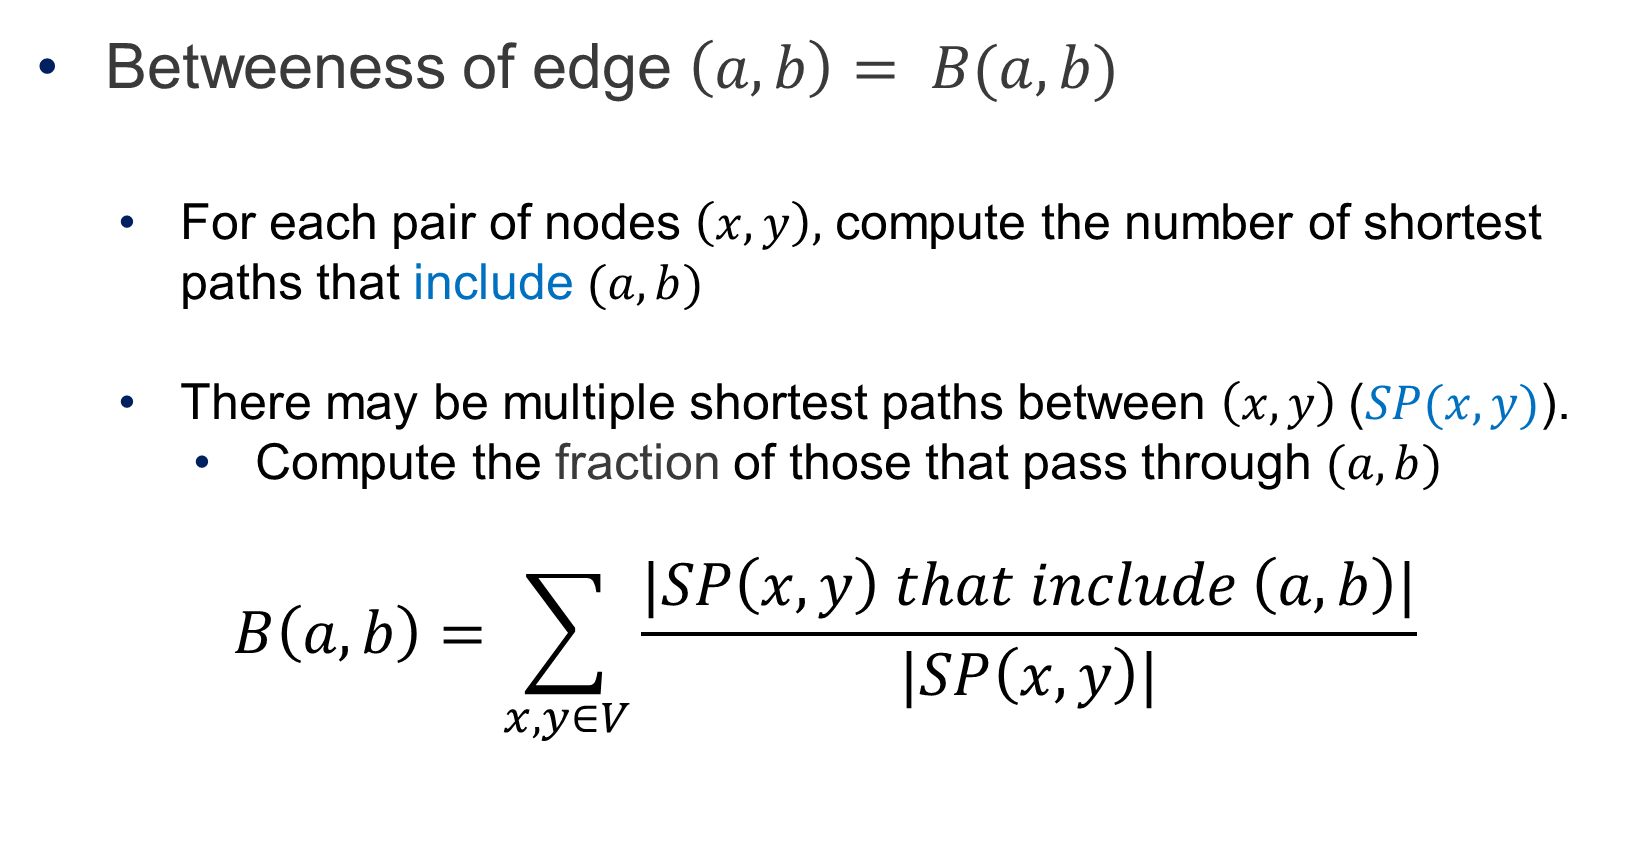 • Betweeness of edge (a, b) = B(a, b)
• For each pair of nodes (x, y), compute the number of shortest
paths that include (a, b)
• There may be multiple shortest paths between (x, y) (SP(x, y)).
• Compute the fraction of those that pass through (a, b)
|SP(x, y) that include (a, b)|
B(a, b) = ∑
|SP(x, y)|
x,y∈V